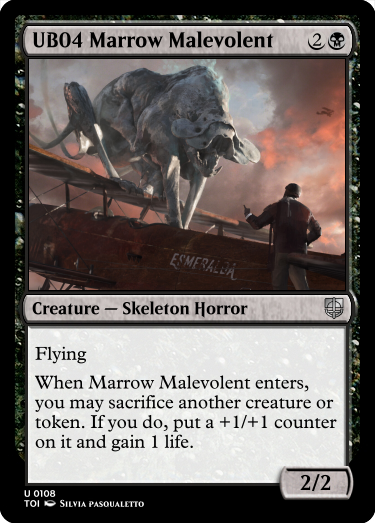 UB04 Marrow Malevolent 2
ESMERALDA
Creature — Skeleton Horror
Flying
When Marrow Malevolent enters,
you may sacrifice another creature or
token. If you do, put a +1/+1 counter
on it and gain 1 life.
2/2
U 0108
TOI Silvia pasqualetto